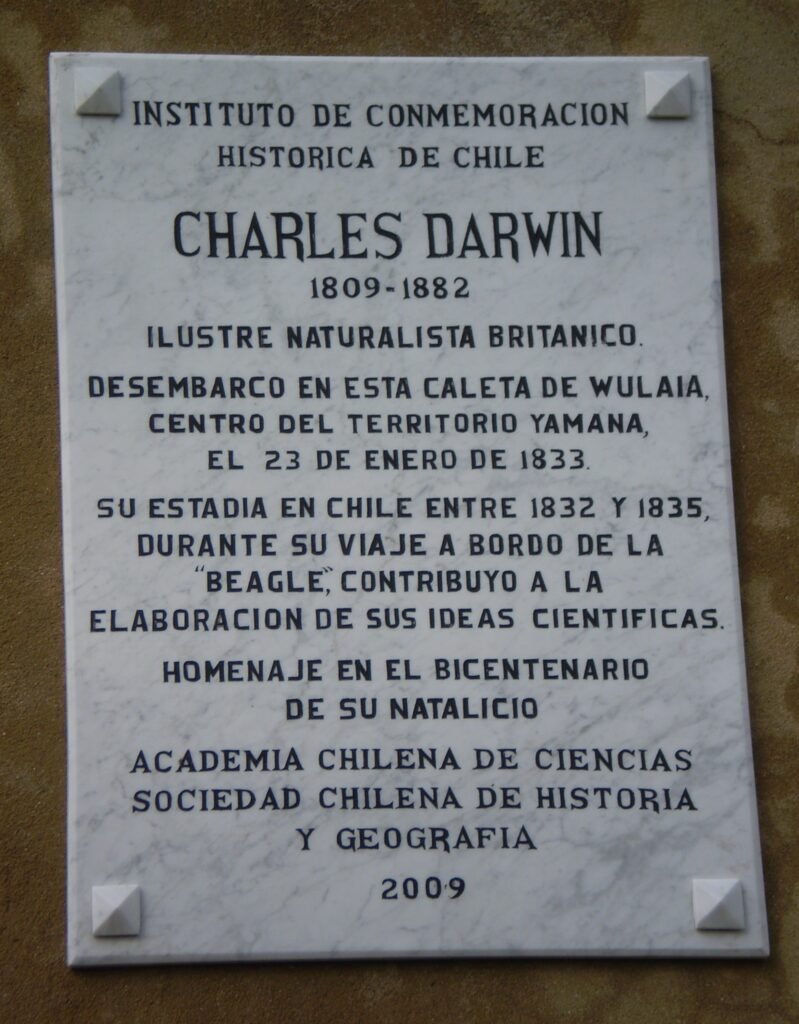 INSTITUTO DE CONMEMORACION
HISTORICA DE CHILE
CHARLES DARWIN
1809-1882
ILUSTRE NATURALISTA BRITANICO.
DESEMBARCO EN ESTA CALETA DE WULAIA,
CENTRO DEL TERRITORIO YAMANA,
EL 23 DE ENERO DE 1833.
SU ESTADIA EN CHILE ENTRE 1832 Y 1835,
DURANTE SU VIAJE A BORDO DE LA
"BEAGLE", CONTRIBUYO A LA
ELABORACION DE SUS IDEAS CIENTIFICAS.
HOMENAJE EN EL BICENTENARIO
DE SU NATALICIO
ACADEMIA CHILENA DE CIENCIAS
SOCIEDAD CHILENA DE HISTORIA
Y GEOGRAFIA
2009